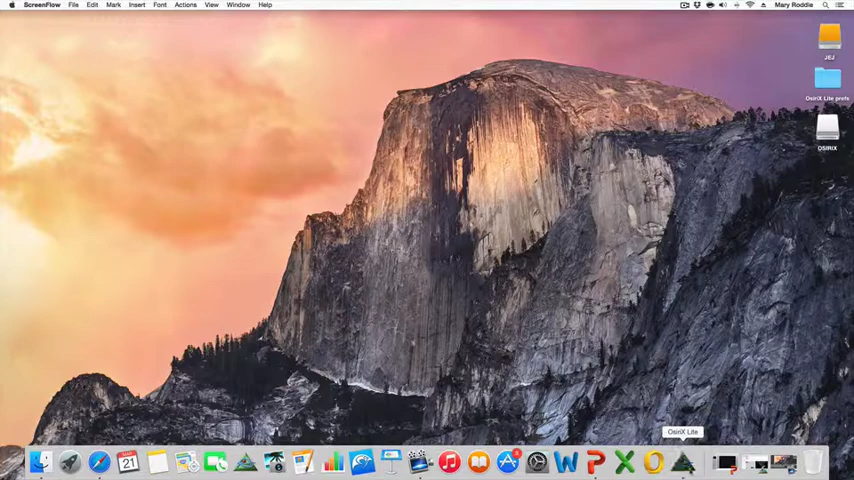 ScreenFlow File Edit Mark Insert Font Actions View Window Help Mary Roddie
JEJ
OsiriX Lite prefs
OSIRIX
OsiriX Lite
MAR
21